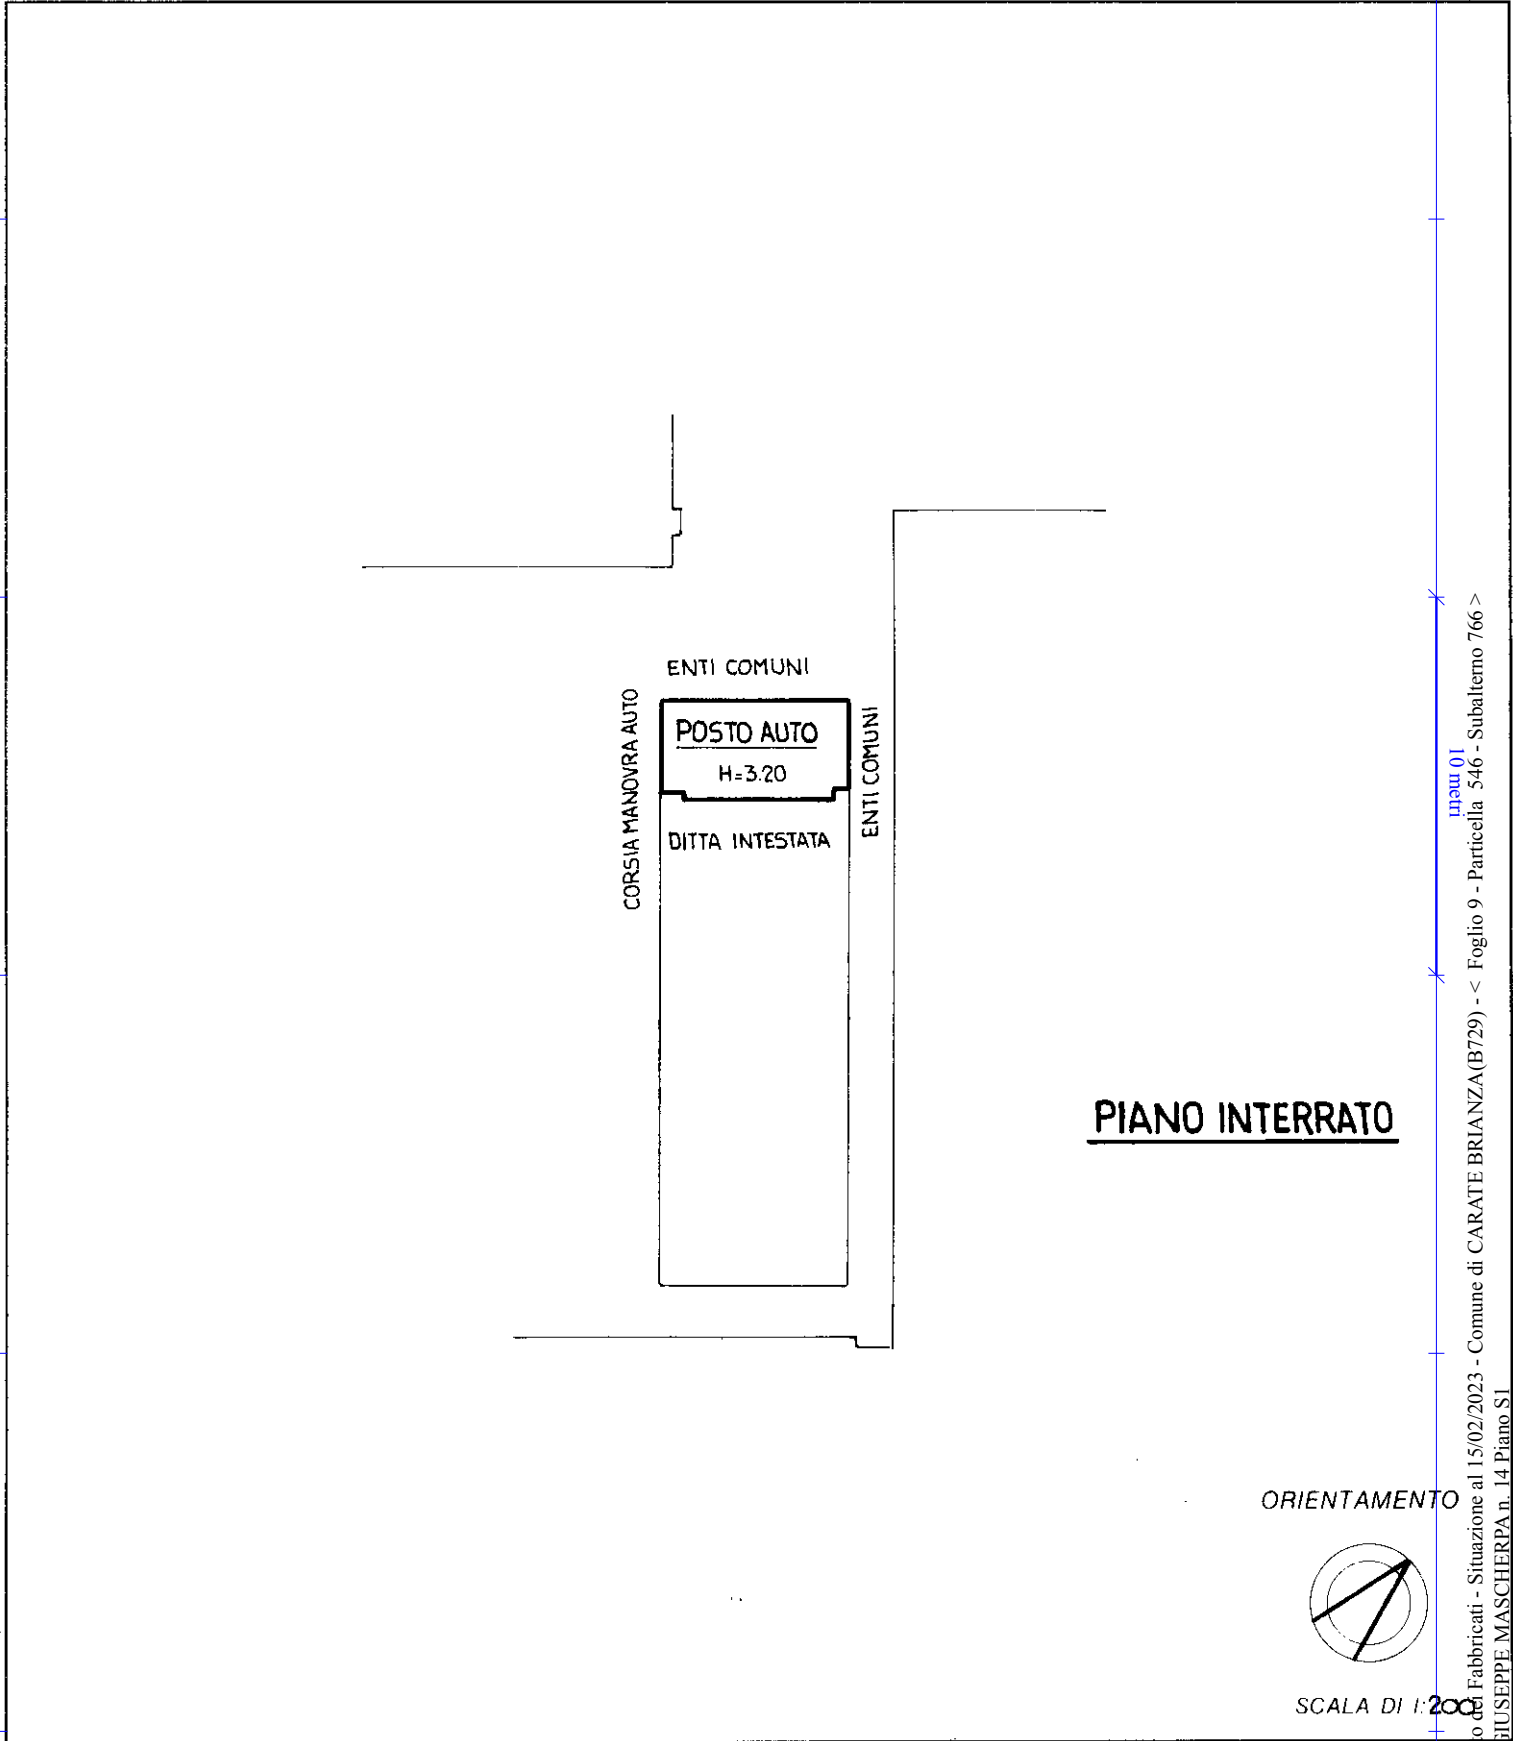 ENTI COMUNI
CORSIA MANOVRA AUTO
POSTO AUTO
H=3.20
ENTI COMUNI
DITTA INTESTATA
PIANO INTERRATO
ORIENTAMENTO
SCALA DI 1:200
10 metri
dei Fabbricati - Situazione al 15/02/2023 - Comune di CARATE BRIANZA(B729) - < Foglio 9 - Particella 546 - Subalterno 766 >
GIUSEPPE MASCHERPA n. 14 Piano S1